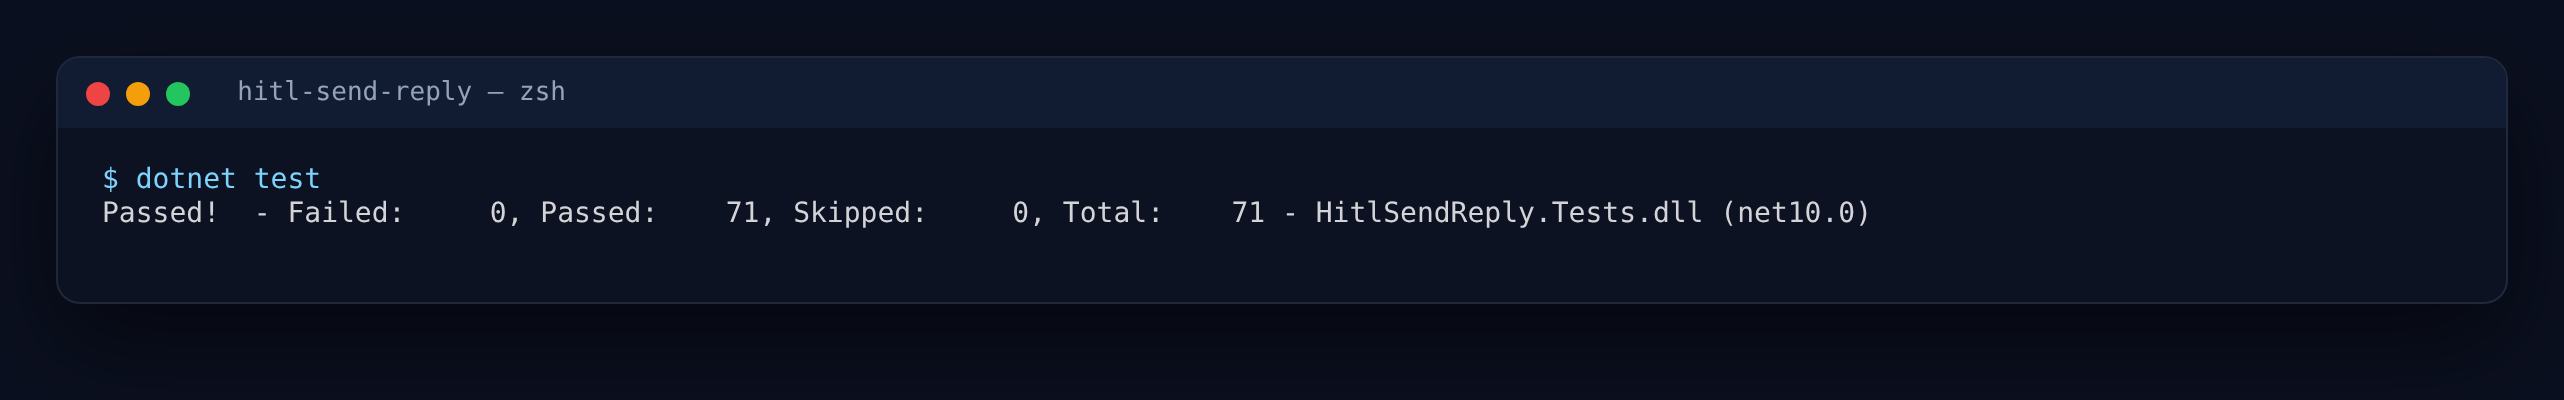 hitl-send-reply — zsh
$ dotnet test
Passed!  - Failed:     0, Passed:    71, Skipped:     0, Total:    71 - HitlSendReply.Tests.dll (net10.0)